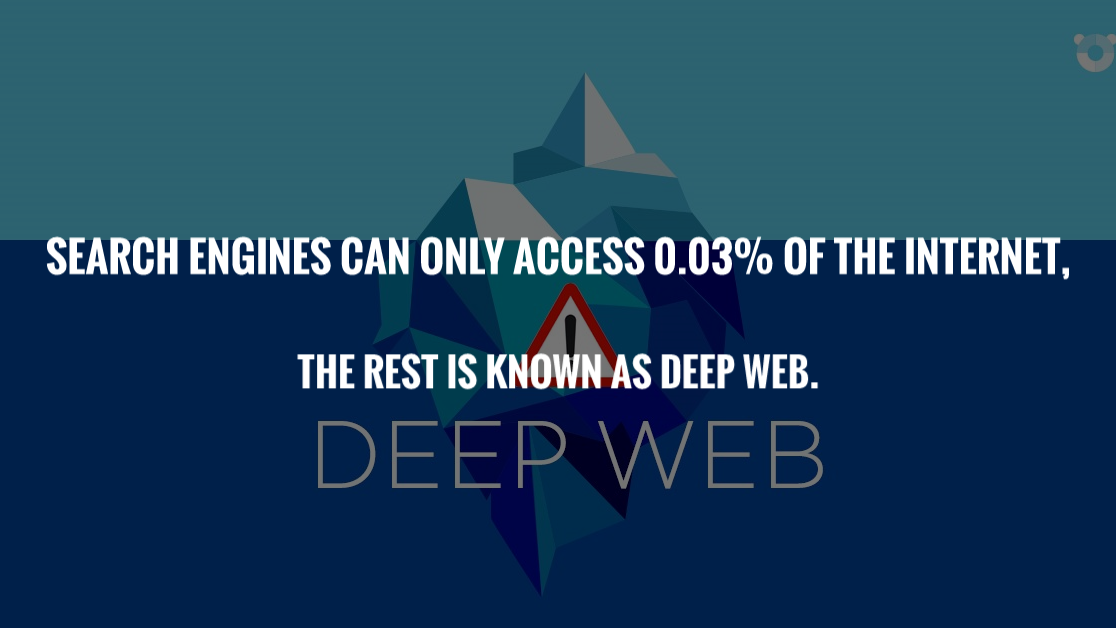 SEARCH ENGINES CAN ONLY ACCESS 0.03% OF THE INTERNET,
THE REST IS KNOWN AS DEEP WEB.
DEEP WEB